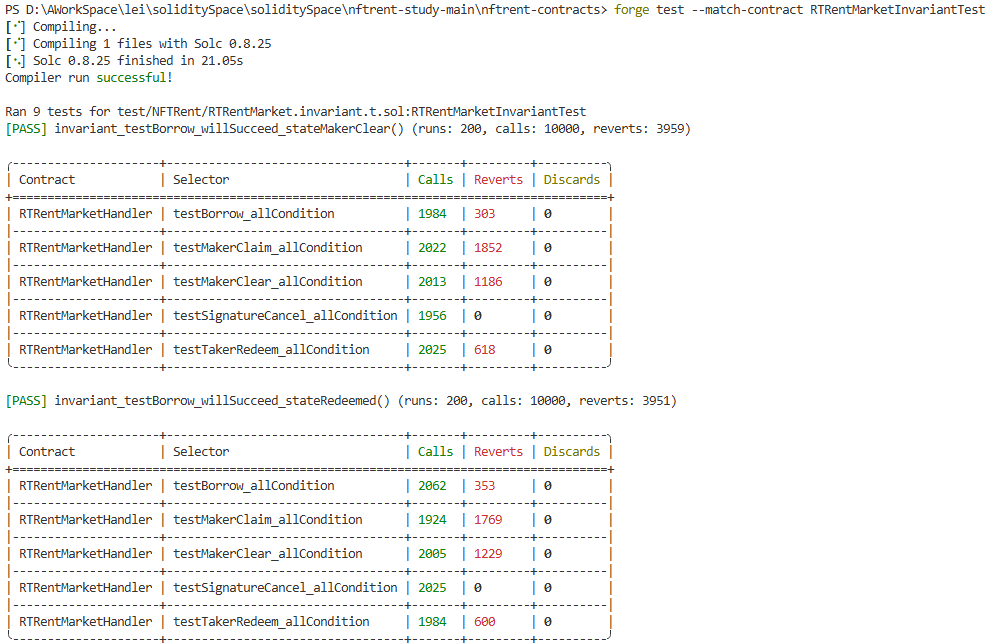 PS D:\AWorkSpace\lei\soliditySpace\soliditySpace\nftrent-study-main\nftrent-contracts> forge test --match-contract RTRentMarketInvariantTest
[⠊] Compiling...
[⠊] Compiling 1 files with Solc 0.8.25
[⠢] Solc 0.8.25 finished in 21.05s
Compiler run successful!
Ran 9 tests for test/NFTRent/RTRentMarket.invariant.t.sol:RTRentMarketInvariantTest
[PASS] invariant_testBorrow_willSucceed_stateMakerClear() (runs: 200, calls: 10000, reverts: 3959)
| Contract | Selector | Calls | Reverts | Discards |
| RTRentMarketHandler | testBorrow_allCondition | 1984 | 303 | 0 |
| RTRentMarketHandler | testMakerClaim_allCondition | 2022 | 1852 | 0 |
| RTRentMarketHandler | testMakerClear_allCondition | 2013 | 1186 | 0 |
| RTRentMarketHandler | testSignatureCancel_allCondition | 1956 | 0 | 0 |
| RTRentMarketHandler | testTakerRedeem_allCondition | 2025 | 618 | 0 |
[PASS] invariant_testBorrow_willSucceed_stateRedeemed() (runs: 200, calls: 10000, reverts: 3951)
| Contract | Selector | Calls | Reverts | Discards |
| RTRentMarketHandler | testBorrow_allCondition | 2062 | 353 | 0 |
| RTRentMarketHandler | testMakerClaim_allCondition | 1924 | 1769 | 0 |
| RTRentMarketHandler | testMakerClear_allCondition | 2005 | 1229 | 0 |
| RTRentMarketHandler | testSignatureCancel_allCondition | 2025 | 0 | 0 |
| RTRentMarketHandler | testTakerRedeem_allCondition | 1984 | 600 | 0 |